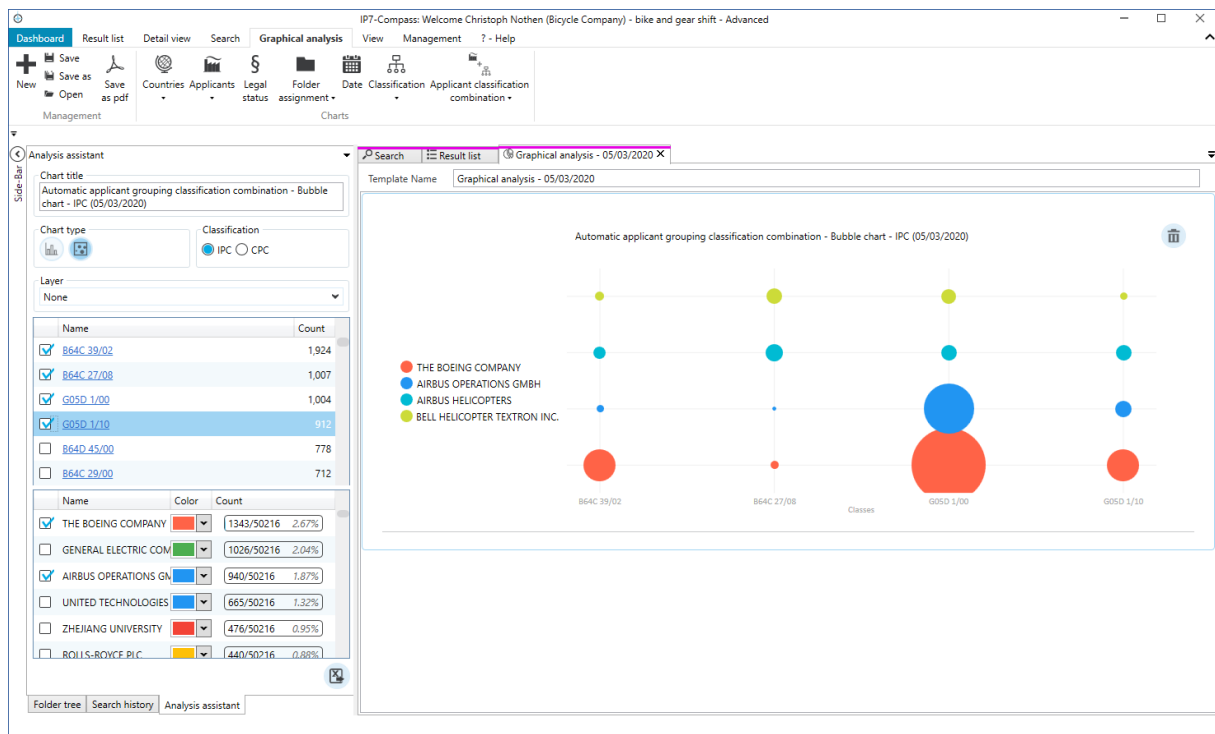 IP7-Compass: Welcome Christoph Nothen (Bicycle Company) - bike and gear shift - Advanced
Dashboard Result list Detail view Search Graphical analysis View Management ? - Help
New
Save
Save as
Open
Save as pdf
Countries
Applicants
Legal status
Folder assignment
Date
Classification
Applicant classification combination
Management
Charts
Side-Bar
Analysis assistant
Chart title
Automatic applicant grouping classification combination - Bubble
chart - IPC (05/03/2020)
Chart type
Classification
IPC CPC
Layer
None
Name Count
B64C 39/02 1,924
B64C 27/08 1,007
G05D 1/00 1,004
G05D 1/10 912
B64D 45/00 778
B64C 29/00 712
Name Color Count
THE BOEING COMPANY 1343/50216 2.67%
GENERAL ELECTRIC COM 1026/50216 2.04%
AIRBUS OPERATIONS GM 940/50216 1.87%
UNITED TECHNOLOGIES 665/50216 1.32%
ZHEJIANG UNIVERSITY 476/50216 0.95%
ROLLS-ROYCE PLC 440/50216 0.88%
Folder tree Search history Analysis assistant
Search Result list Graphical analysis - 05/03/2020
Template Name Graphical analysis - 05/03/2020
Automatic applicant grouping classification combination - Bubble chart - IPC (05/03/2020)
THE BOEING COMPANY
AIRBUS OPERATIONS GMBH
AIRBUS HELICOPTERS
BELL HELICOPTER TEXTRON INC.
B64C 39/02 B64C 27/08 G05D 1/00 G05D 1/10
Classes